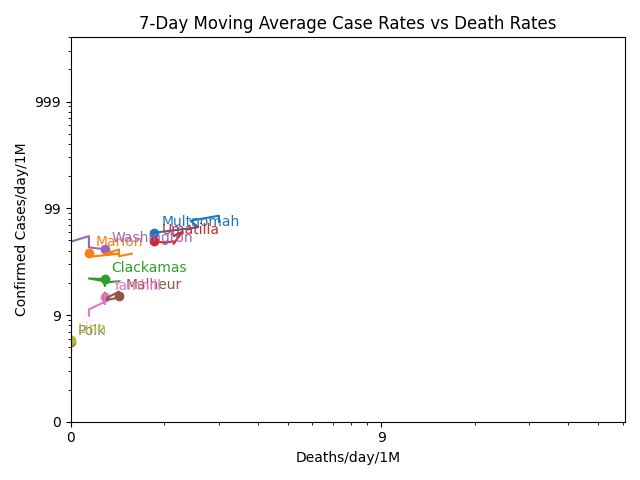 7-Day Moving Average Case Rates vs Death Rates
999
99
9
0
Confirmed Cases/day/1M
Multnomah
Umatilla
Washington
Marion
Clackamas
Yamhill
Malheur
Linn
Polk
0
9
Deaths/day/1M